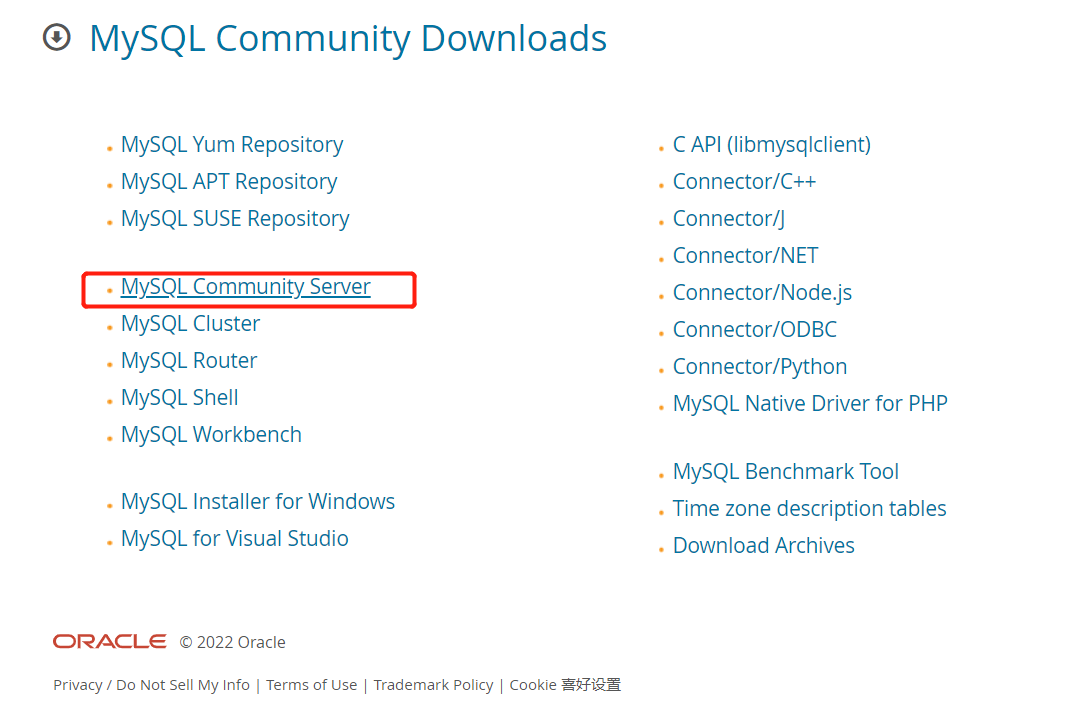 MySQL Community Downloads
MySQL Yum Repository
MySQL APT Repository
MySQL SUSE Repository
MySQL Community Server
MySQL Cluster
MySQL Router
MySQL Shell
MySQL Workbench
MySQL Installer for Windows
MySQL for Visual Studio
C API (libmysqlclient)
Connector/C++
Connector/J
Connector/NET
Connector/Node.js
Connector/ODBC
Connector/Python
MySQL Native Driver for PHP
MySQL Benchmark Tool
Time zone description tables
Download Archives
ORACLE © 2022 Oracle
Privacy / Do Not Sell My Info | Terms of Use | Trademark Policy | Cookie 喜好设置